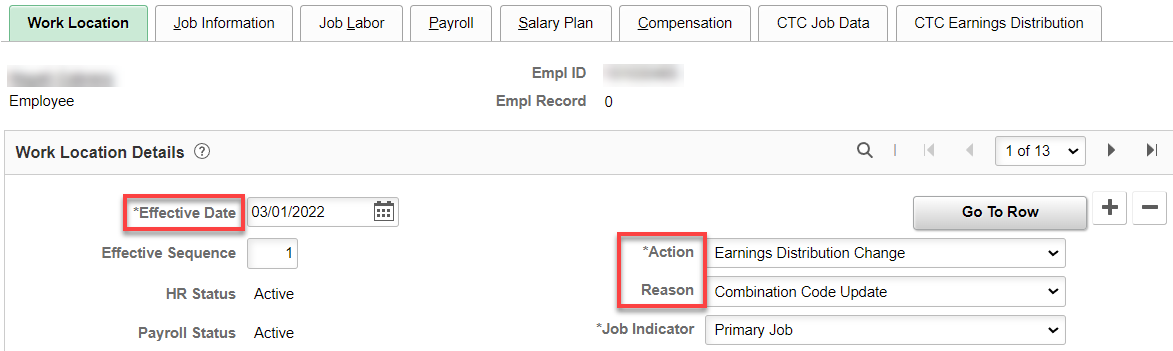 Work Location Job Information Job Labor Payroll Salary Plan Compensation CTC Job Data CTC Earnings Distribution
Empl ID
Employee Empl Record 0
Work Location Details ? 1 of 13
*Effective Date 03/01/2022 Go To Row
Effective Sequence 1 *Action Earnings Distribution Change
HR Status Active Reason Combination Code Update
Payroll Status Active *Job Indicator Primary Job